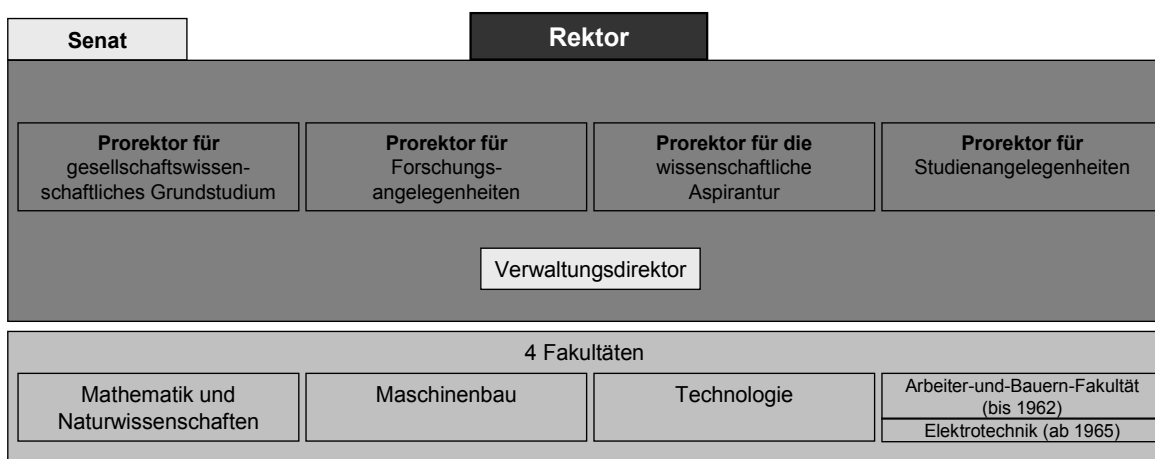 Senat
Rektor
Prorektor für
gesellschaftswissen-
schaftliches Grundstudium
Prorektor für
Forschungs-
angelegenheiten
Prorektor für die
wissenschaftliche
Aspirantur
Prorektor für
Studienangelegenheiten
Verwaltungsdirektor
4 Fakultäten
Mathematik und
Naturwissenschaften
Maschinenbau
Technologie
Arbeiter-und-Bauern-Fakultät
(bis 1962)
Elektrotechnik (ab 1965)